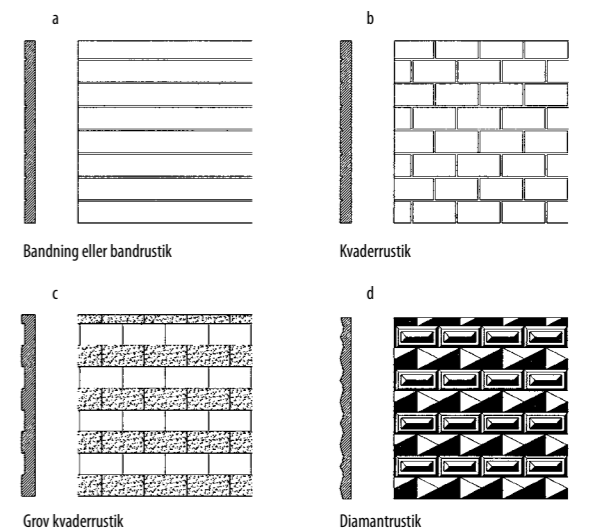 a
b
Bandning eller bandrustik
Kvaderrustik
c
d
Grov kvaderrustik
Diamantrustik